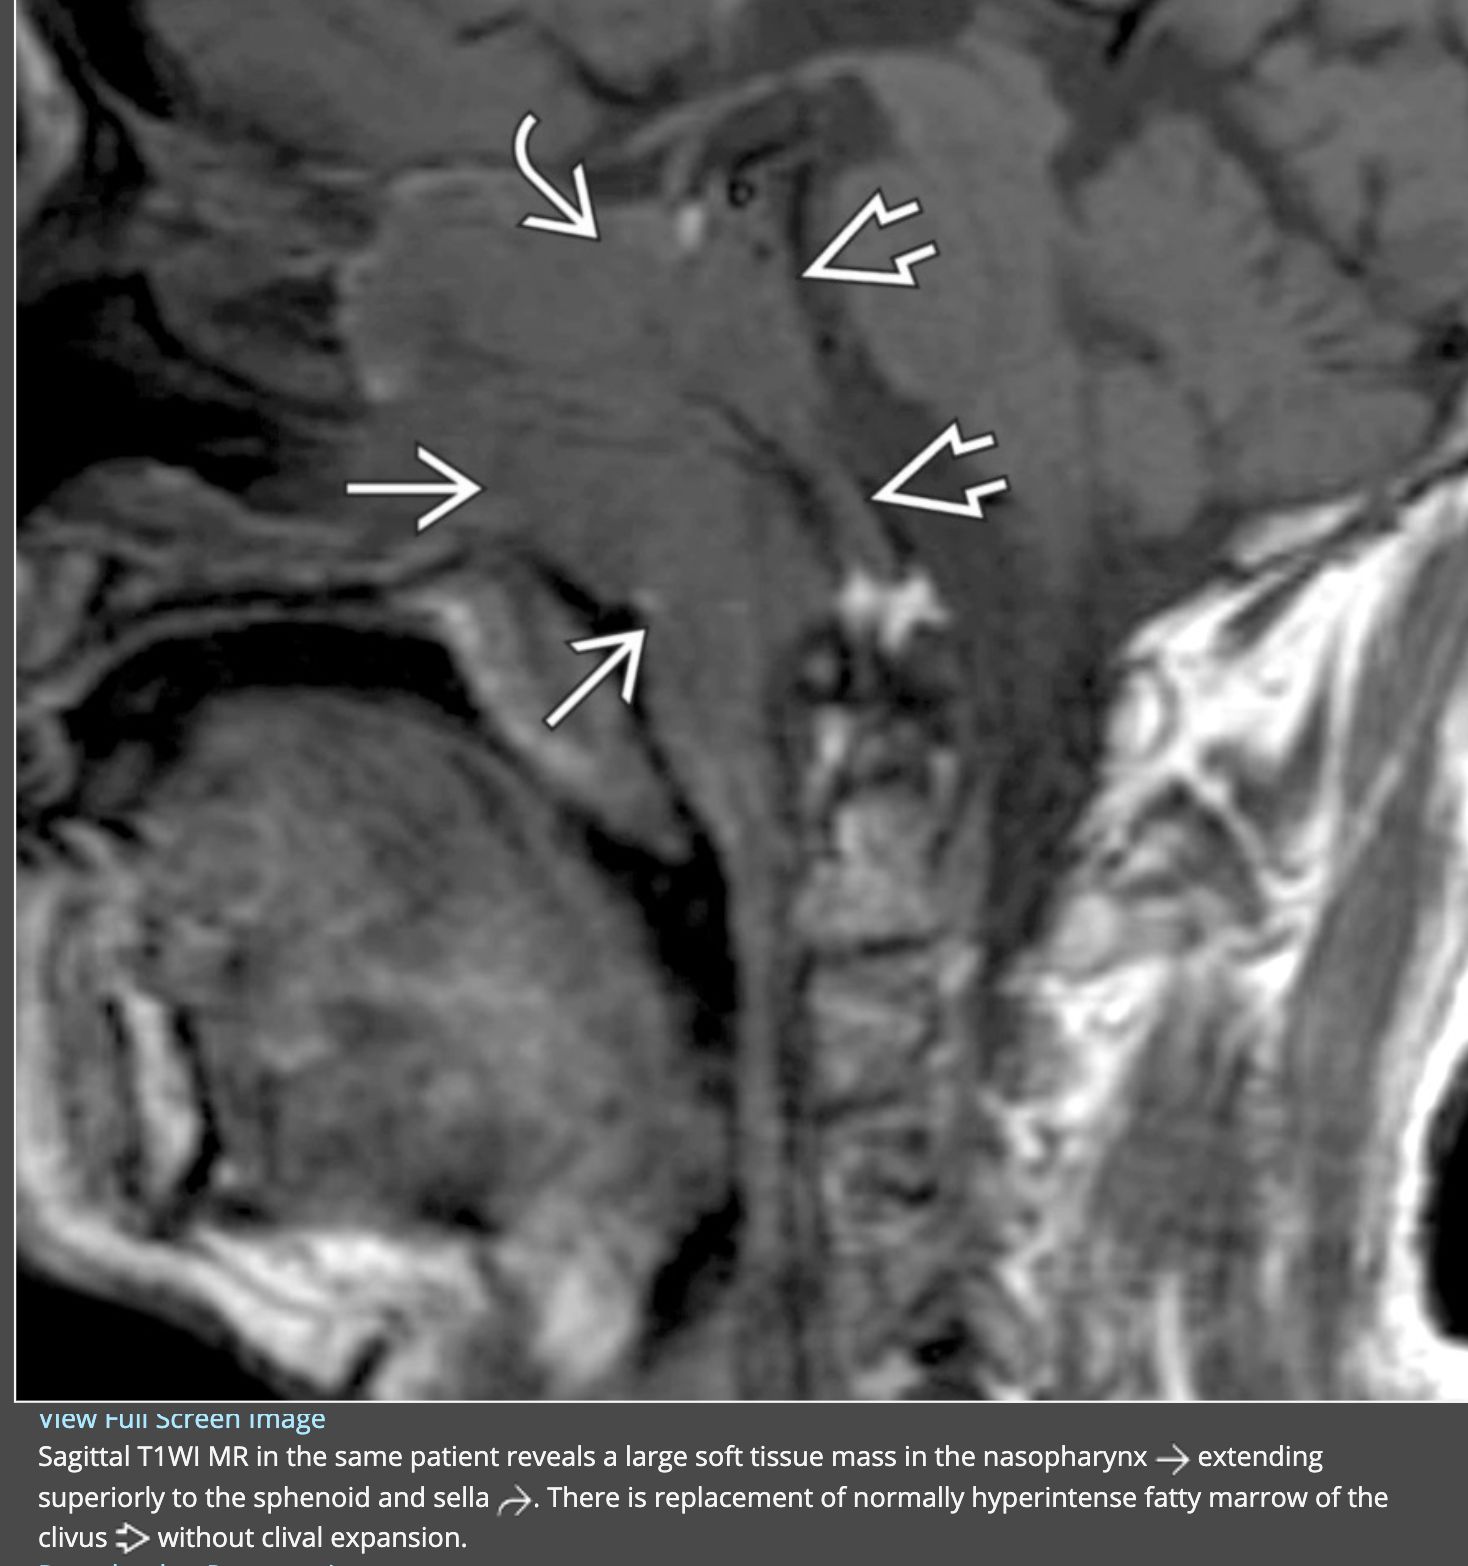 View Full Screen Image
Sagittal T1WI MR in the same patient reveals a large soft tissue mass in the nasopharynx → extending
superiorly to the sphenoid and sella . There is replacement of normally hyperintense fatty marrow of the
clivus without clival expansion.